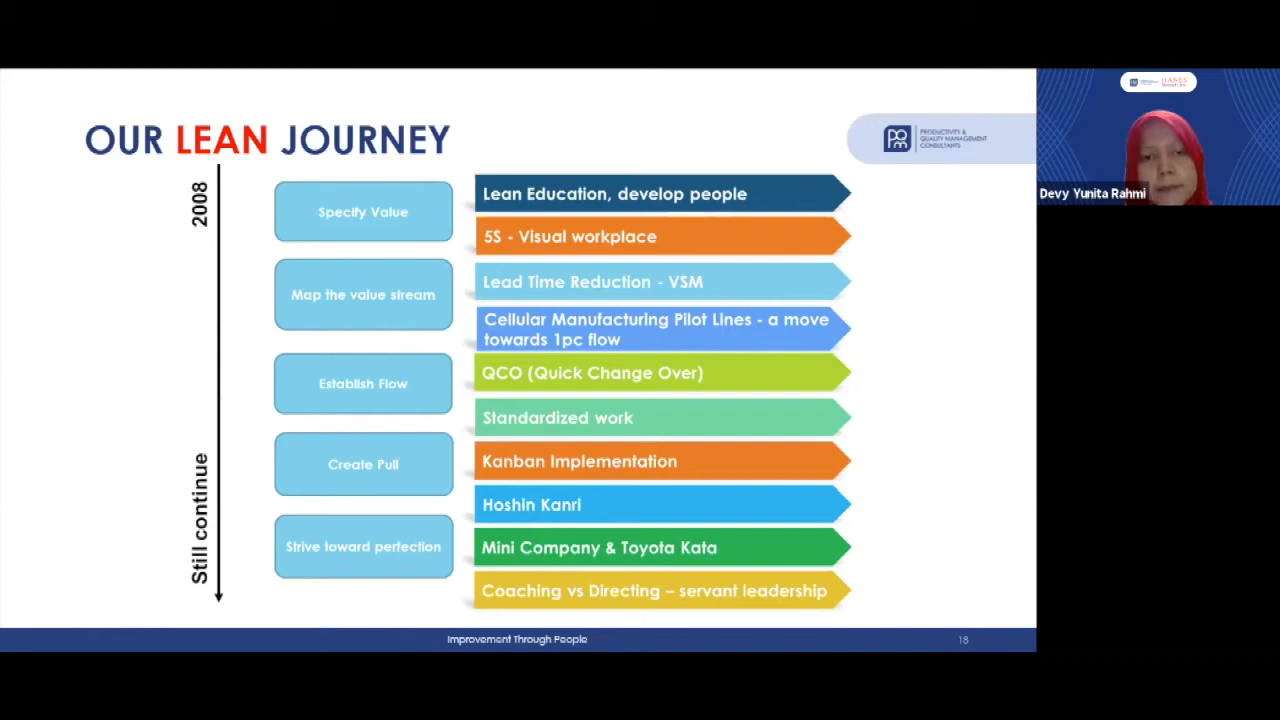 OUR LEAN JOURNEY
PRODUCTIVITY &
QUALITY MANAGEMENT
CONSULTANTS
2008
Still continue
Specify Value
Map the value stream
Establish Flow
Create Pull
Strive toward perfection
Lean Education, develop people
5S - Visual workplace
Lead Time Reduction - VSM
Cellular Manufacturing Pilot Lines - a move
towards 1pc flow
QCO (Quick Change Over)
Standardized work
Kanban Implementation
Hoshin Kanri
Mini Company & Toyota Kata
Coaching vs Directing – servant leadership
Improvement Through People
18
HANES
Devy Yunita Rahmi